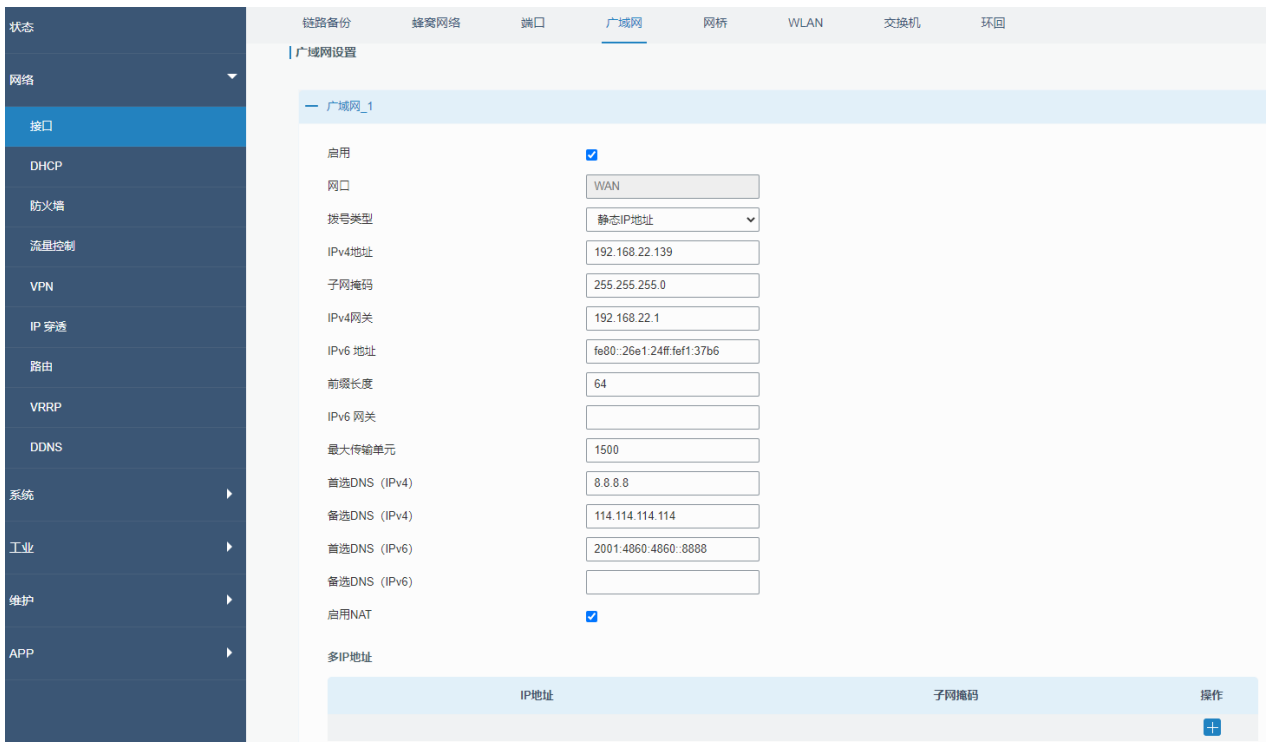 状态
网络
接口
DHCP
防火墙
流量控制
VPN
IP 穿透
路由
VRRP
DDNS
系统
工业
维护
APP
链路备份 蜂窝网络 端口 广域网 网桥 WLAN 交换机 环回
广域网设置
广域网_1
启用
网口 WAN
拨号类型 静态IP地址
IPv4地址 192.168.22.139
子网掩码 255.255.255.0
IPv4网关 192.168.22.1
IPv6 地址 fe80::26e1:24ff:fef1:37b6
前缀长度 64
IPv6 网关
最大传输单元 1500
首选DNS（IPv4） 8.8.8.8
备选DNS（IPv4） 114.114.114.114
首选DNS（IPv6） 2001:4860:4860::8888
备选DNS（IPv6）
启用NAT
多IP地址
IP地址 子网掩码 操作